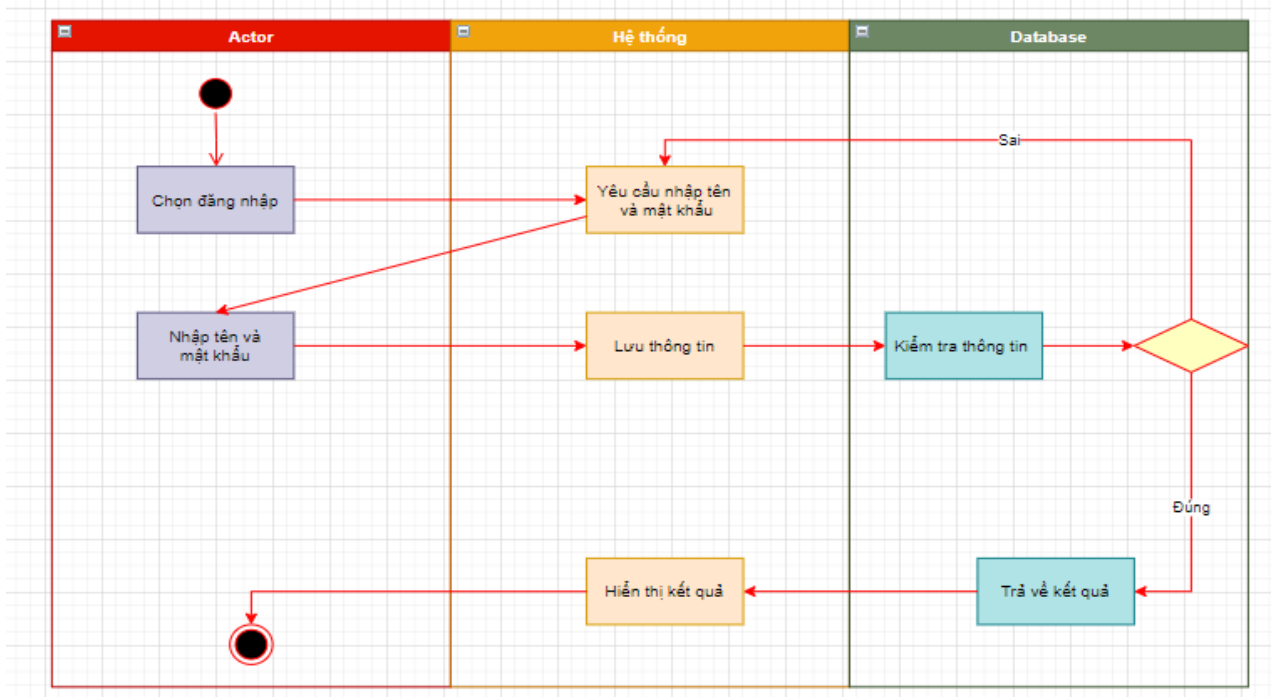 Actor
Hệ thống
Database
Sai
Chọn đăng nhập
Yêu cầu nhập tên
và mật khẩu
Nhập tên và
mật khẩu
Lưu thông tin
Kiểm tra thông tin
Đúng
Hiển thị kết quả
Trả về kết quả